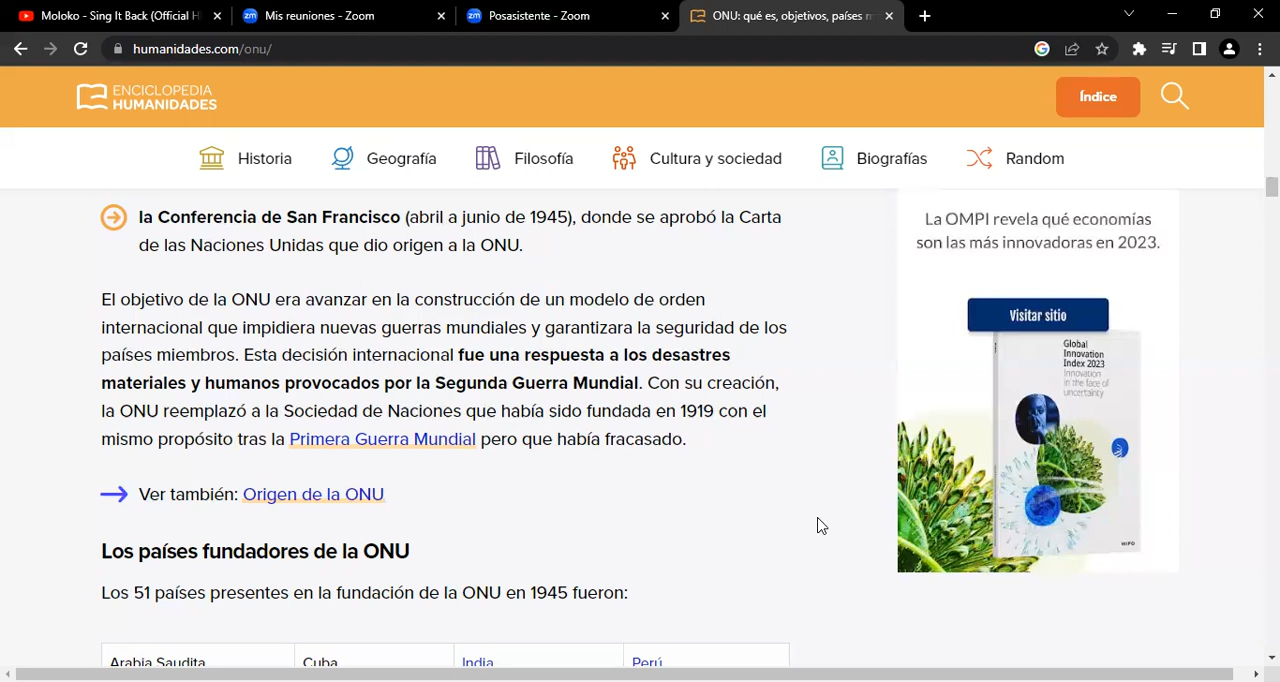 Moloko - Sing It Back (Official H
Mis reuniones - Zoom
Posasistente - Zoom
ONU: qué es, objetivos, países m
humanidades.com/onu/
ENCICLOPEDIA
HUMANIDADES
Índice
Historia
Geografía
Filosofía
Cultura y sociedad
Biografías
Random
la Conferencia de San Francisco (abril a junio de 1945), donde se aprobó la Carta
de las Naciones Unidas que dio origen a la ONU.
El objetivo de la ONU era avanzar en la construcción de un modelo de orden
internacional que impidiera nuevas guerras mundiales y garantizara la seguridad de los
países miembros. Esta decisión internacional fue una respuesta a los desastres
materiales y humanos provocados por la Segunda Guerra Mundial. Con su creación,
la ONU reemplazó a la Sociedad de Naciones que había sido fundada en 1919 con el
mismo propósito tras la Primera Guerra Mundial pero que había fracasado.
Ver también: Origen de la ONU
Los países fundadores de la ONU
Los 51 países presentes en la fundación de la ONU en 1945 fueron:
Arabia Saudita
Cuba
India
Perú
La OMPI revela qué economías
son las más innovadoras en 2023.
Visitar sitio
Global
Innovation
Index 2023
Innovation
in the face of
uncertainty
WIPO